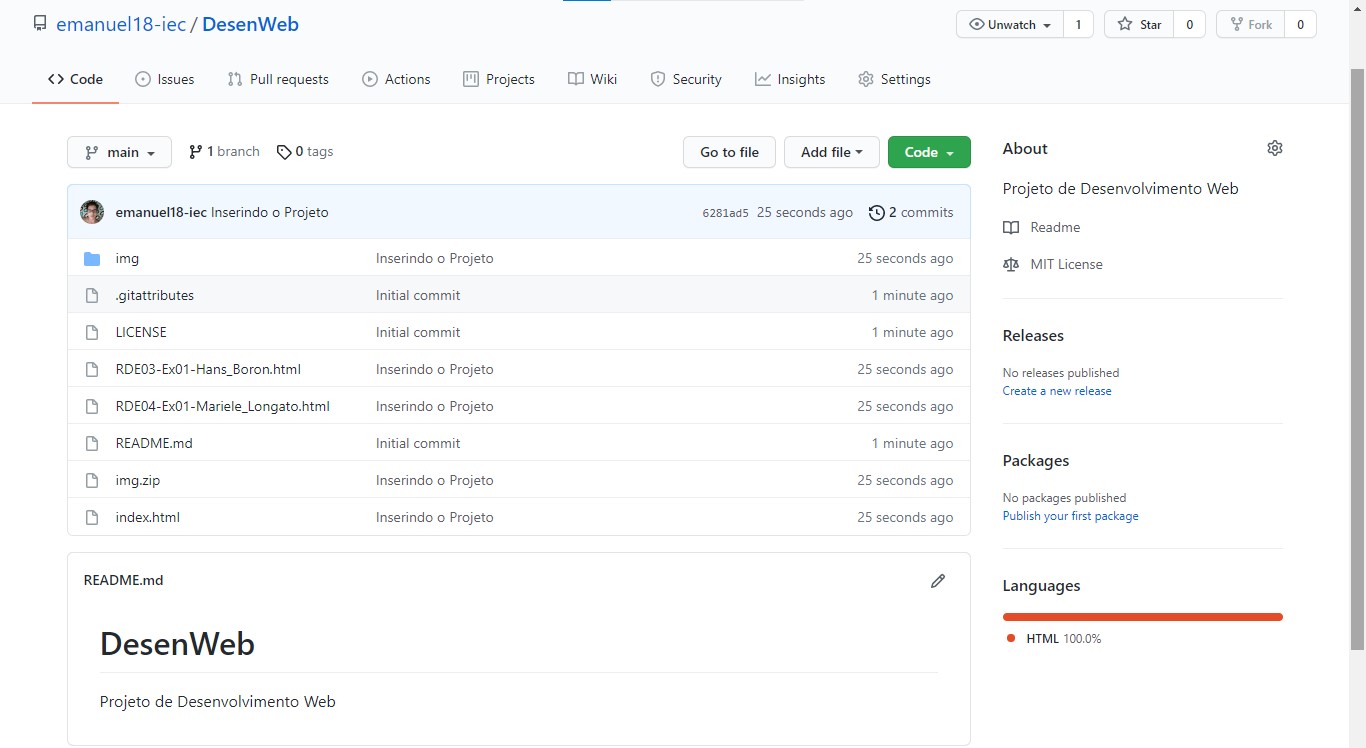 emanuel18-iec / DesenWeb Unwatch 1 Star 0 Fork 0
Code Issues Pull requests Actions Projects Wiki Security Insights Settings
main 1 branch 0 tags Go to file Add file Code
emanuel18-iec Inserindo o Projeto 6281ad5 25 seconds ago 2 commits
img Inserindo o Projeto 25 seconds ago
.gitattributes Initial commit 1 minute ago
LICENSE Initial commit 1 minute ago
RDE03-Ex01-Hans_Boron.html Inserindo o Projeto 25 seconds ago
RDE04-Ex01-Mariele_Longato.html Inserindo o Projeto 25 seconds ago
README.md Initial commit 1 minute ago
img.zip Inserindo o Projeto 25 seconds ago
index.html Inserindo o Projeto 25 seconds ago
README.md
DesenWeb
Projeto de Desenvolvimento Web
About
Projeto de Desenvolvimento Web
Readme
MIT License
Releases
No releases published
Create a new release
Packages
No packages published
Publish your first package
Languages
HTML 100.0%